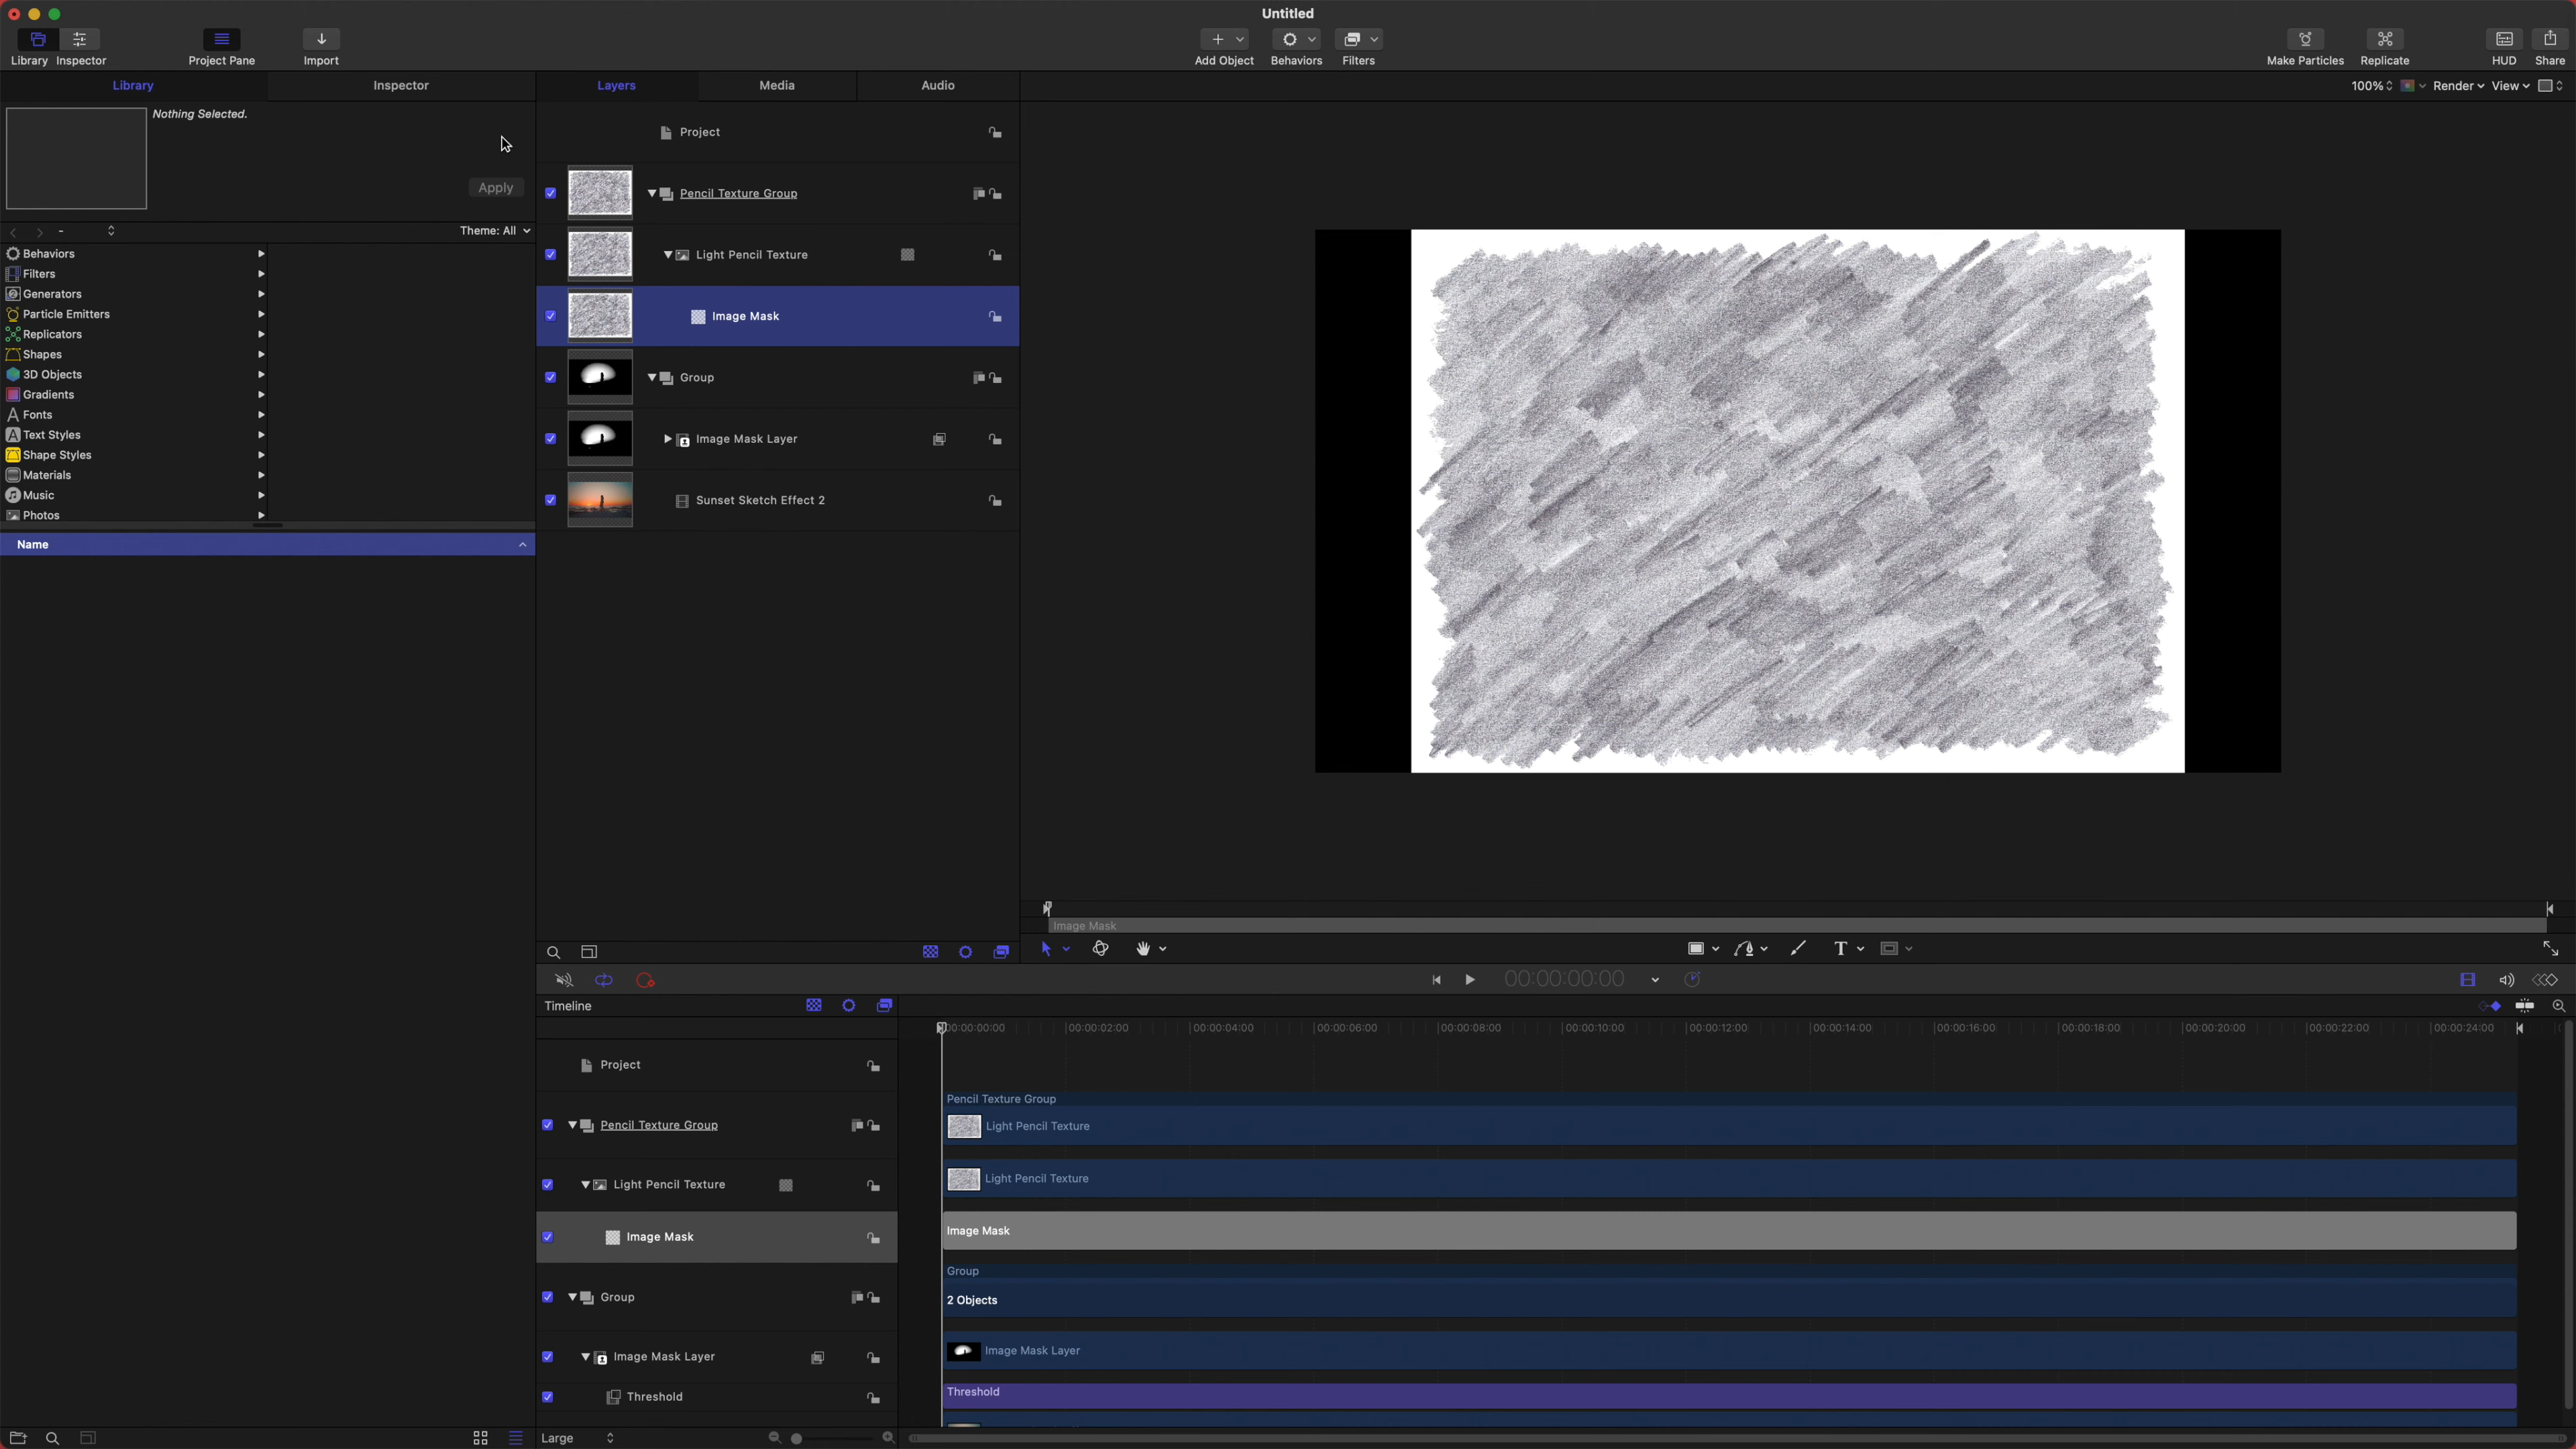 Untitled
Library Inspector Project Pane Import Add Object Behaviors Filters Make Particles Replicate HUD Share
Library Inspector Layers Media Audio 100% Render View
Nothing Selected.
Apply
- Theme: All
Behaviors
Filters
Generators
Particle Emitters
Replicators
Shapes
3D Objects
Gradients
Fonts
Text Styles
Shape Styles
Materials
Music
Photos
Name
Project
Pencil Texture Group
Light Pencil Texture
Image Mask
Group
Image Mask Layer
Sunset Sketch Effect 2
Image Mask
T
00:00:00:00
Timeline
00:00:00:00 00:00:02:00 00:00:04:00 00:00:06:00 00:00:08:00 00:00:10:00 00:00:12:00 00:00:14:00 00:00:16:00 00:00:18:00 00:00:20:00 00:00:22:00 00:00:24:00
Project
Pencil Texture Group
Light Pencil Texture
Image Mask
Group
Image Mask Layer
Threshold
Pencil Texture Group
Light Pencil Texture
Light Pencil Texture
Image Mask
Group
2 Objects
Image Mask Layer
Threshold
Large